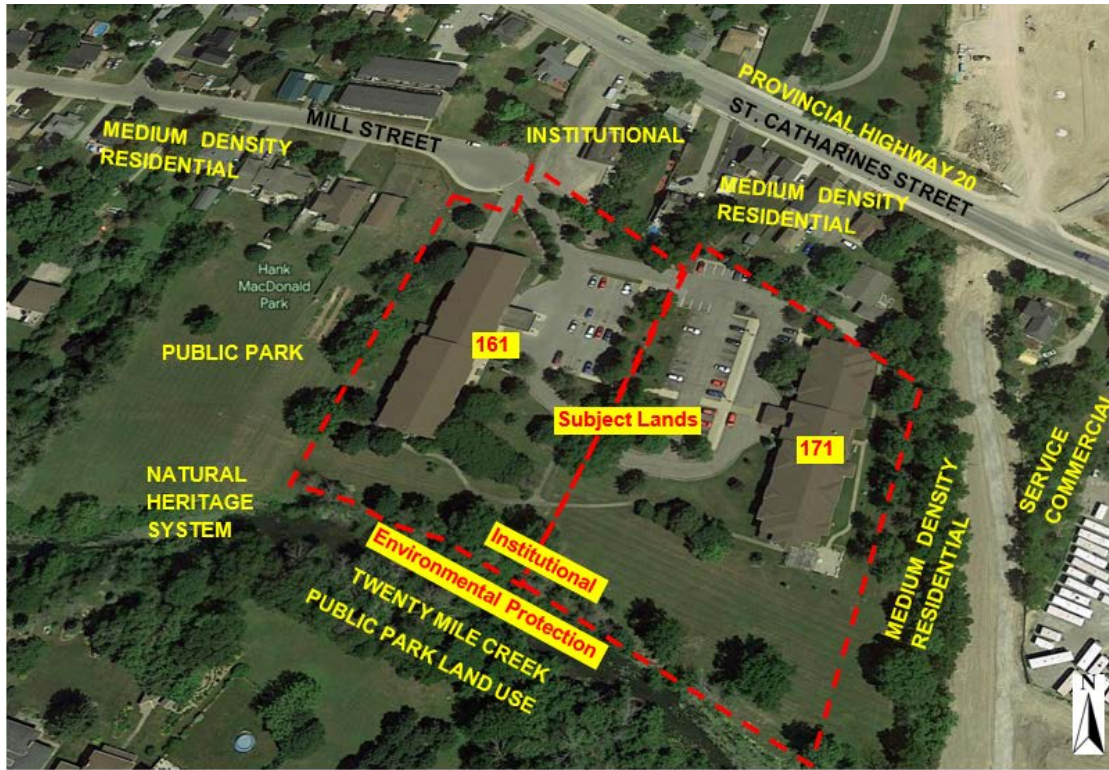 PROVINCIAL HIGHWAY 20
ST. CATHARINES STREET
MILL STREET
INSTITUTIONAL
MEDIUM DENSITY
RESIDENTIAL
MEDIUM DENSITY
RESIDENTIAL
Hank
MacDonald
Park
PUBLIC PARK
161
Subject Lands
171
NATURAL
HERITAGE
SYSTEM
Institutional
Environmental Protection
TWENTY MILE CREEK
PUBLIC PARK LAND USE
MEDIUM DENSITY
RESIDENTIAL
SERVICE
COMMERCIAL
N